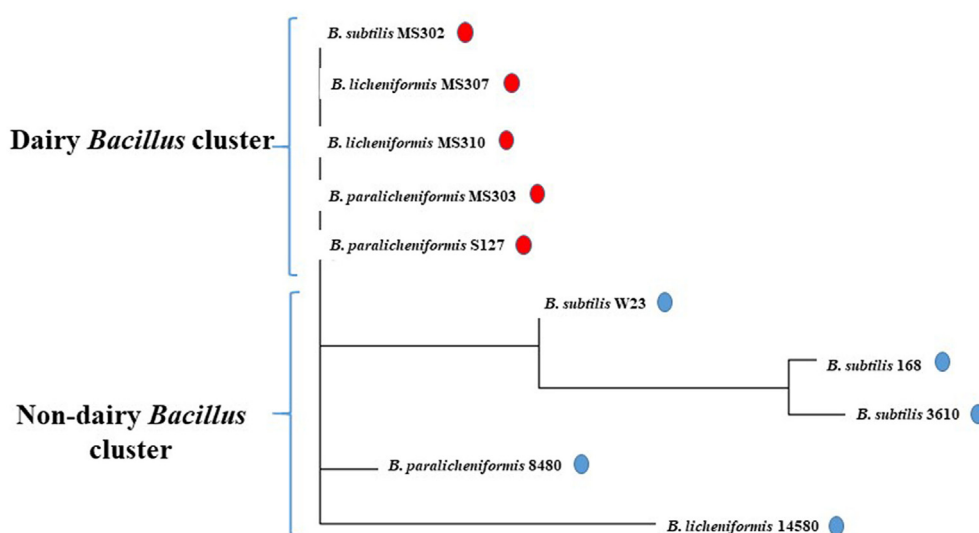 B. subtilis MS302
B. licheniformis MS307
Dairy Bacillus cluster
B. licheniformis MS310
B. paralicheniformis MS303
B. paralicheniformis S127
B. subtilis W23
B. subtilis 168
B. subtilis 3610
Non-dairy Bacillus
cluster
B. paralicheniformis 8480
B. licheniformis 14580